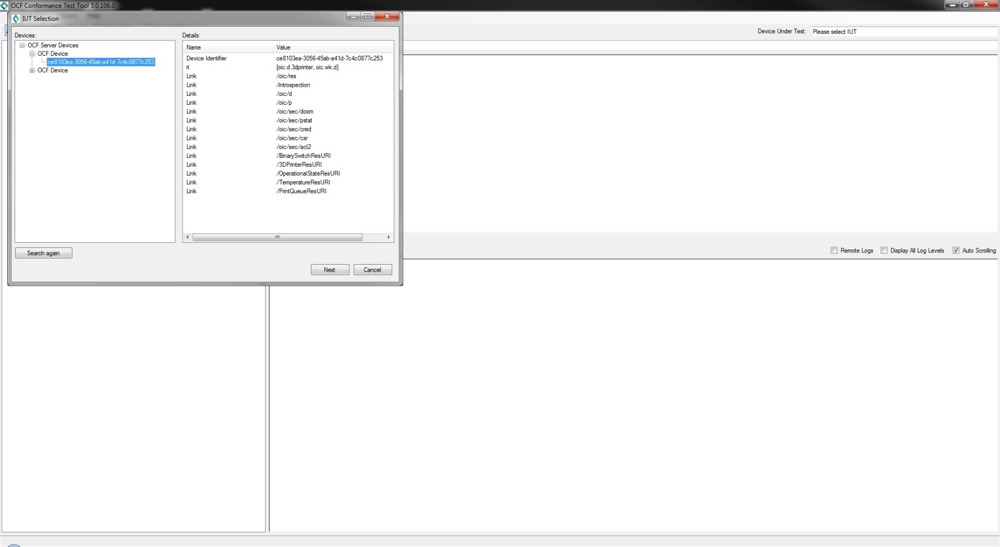 OCF Conformance Test Tool 3.0.106.0
IUT Selection
Device Under Test: Please select IUT
Devices:
OCF Server Devices
OCF Device
ce8103ea-3056-45ab-a41d-7c4c0877c253
OCF Device
Details:
Name Value
Device Identifier ce8103ea-3056-45ab-a41d-7c4c0877c253
rt [oic.d.3dprinter, oic.wk.d]
Link /oic/res
Link /introspection
Link /oic/d
Link /oic/p
Link /oic/sec/doxm
Link /oic/sec/pstat
Link /oic/sec/cred
Link /oic/sec/csr
Link /oic/sec/acl2
Link /BinarySwitchResURI
Link /3DPrinterResURI
Link /OperationalStateResURI
Link /TemperatureResURI
Link /PrintQueueResURI
Search again
Next Cancel
Remote Logs Display All Log Levels Auto Scrolling